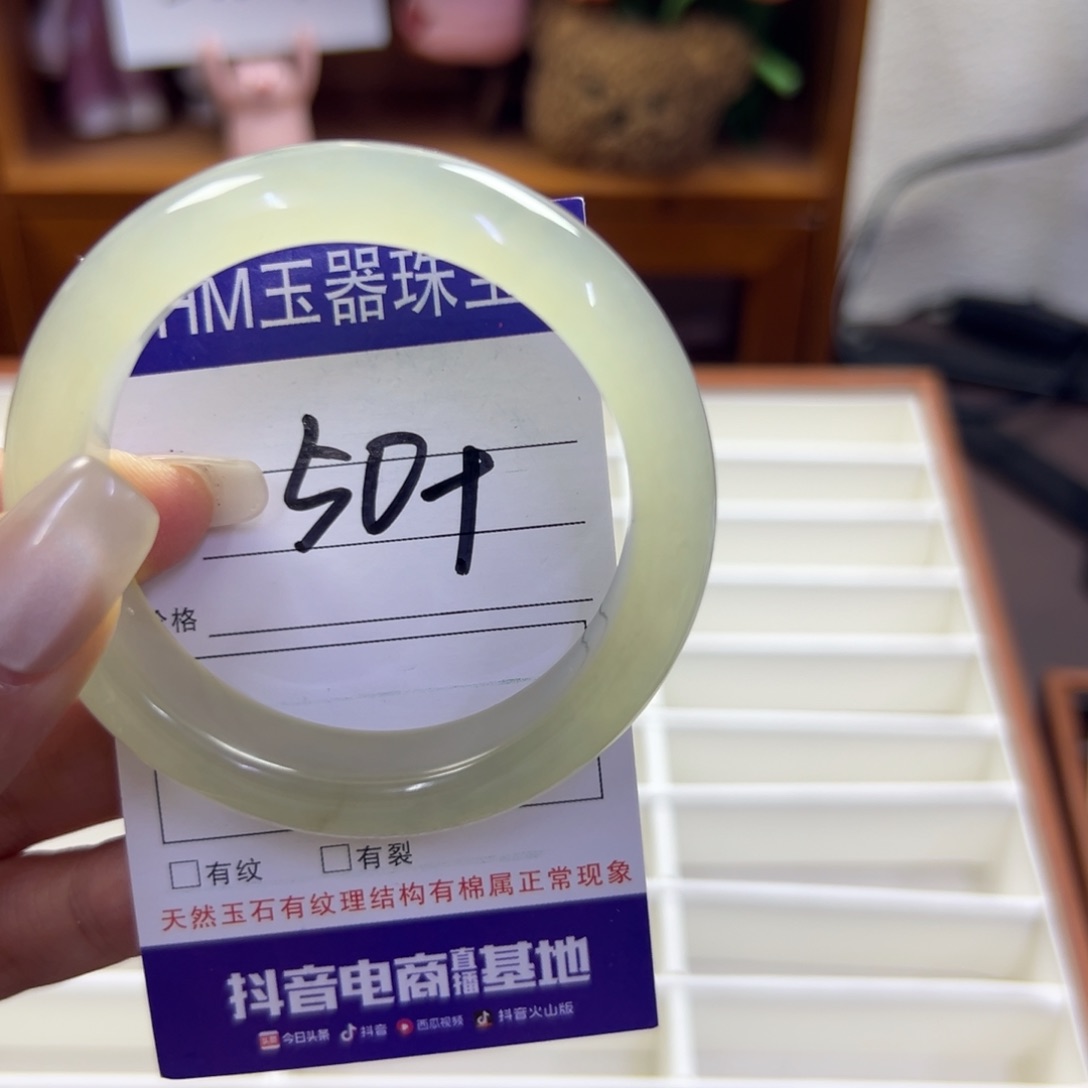 HM玉器珠宝
50+
价格
有纹 有裂
天然玉石有纹理结构有棉属正常现象
抖音电商直播基地
今日头条 抖音 西瓜视频 抖音火山版